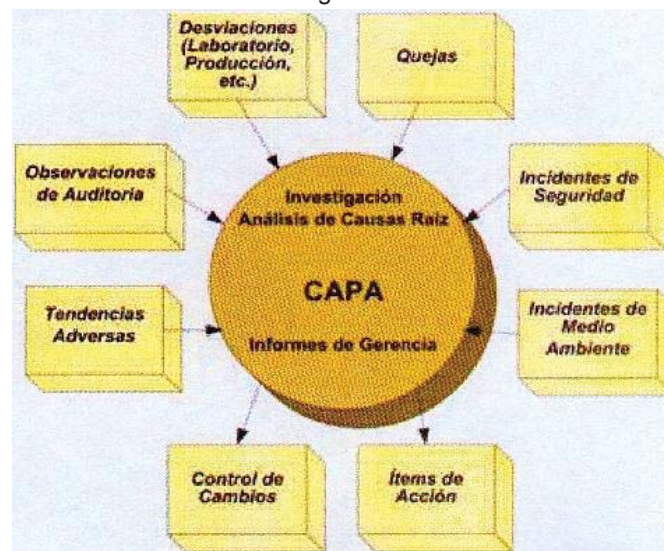 Desviaciones
(Laboratorio,
Producción,
etc.)
Quejas
Observaciones
de Auditoria
Incidentes de
Seguridad
Investigación
Análisis de Causas Raíz
CAPA
Informes de Gerencia
Tendencias
Adversas
Incidentes de
Medio
Ambiente
Control de
Cambios
Ítems de
Acción